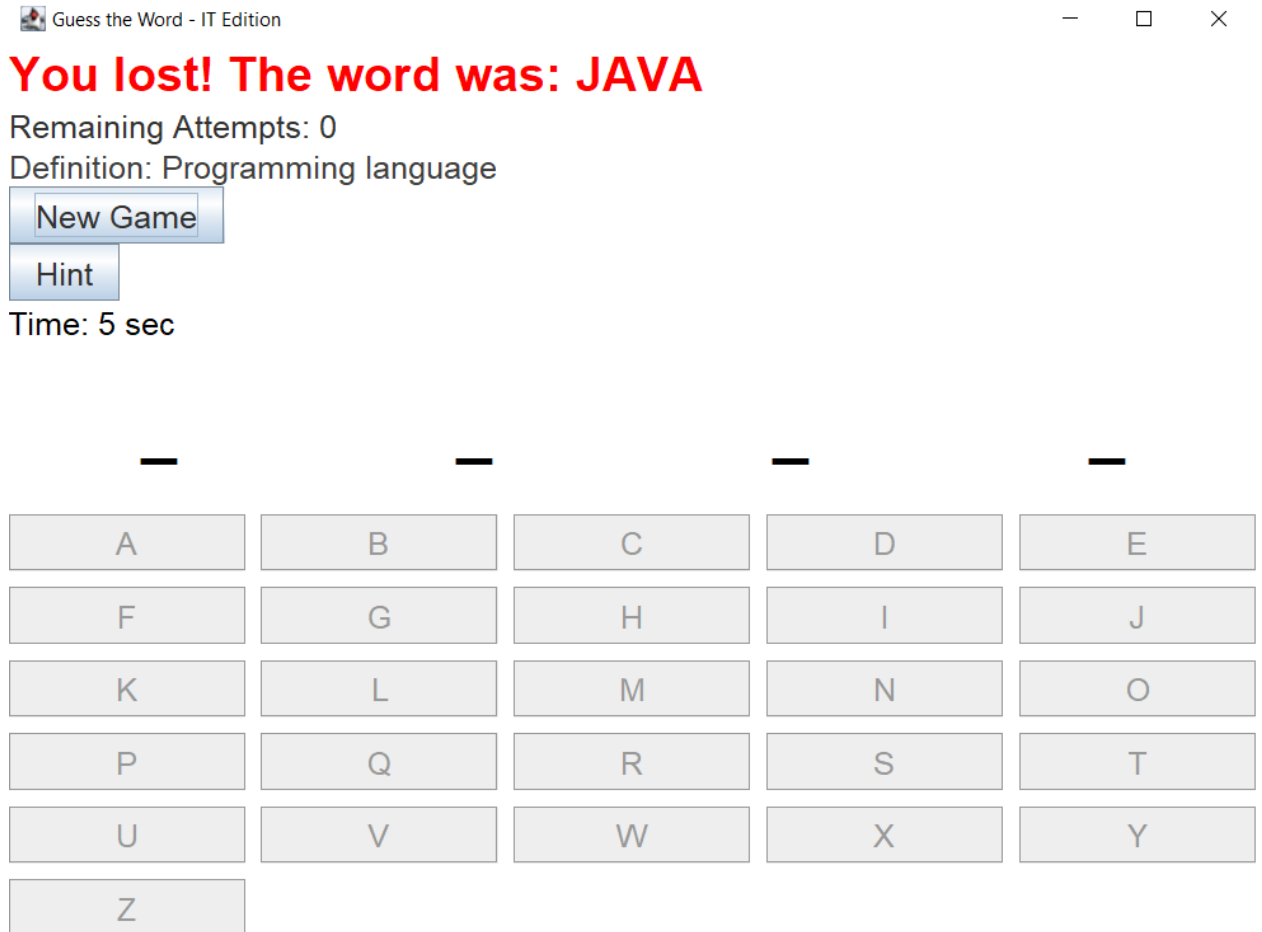 Guess the Word - IT Edition
You lost! The word was: JAVA
Remaining Attempts: 0
Definition: Programming language
New Game
Hint
Time: 5 sec
_ _ _ _
A B C D E
F G H I J
K L M N O
P Q R S T
U V W X Y
Z